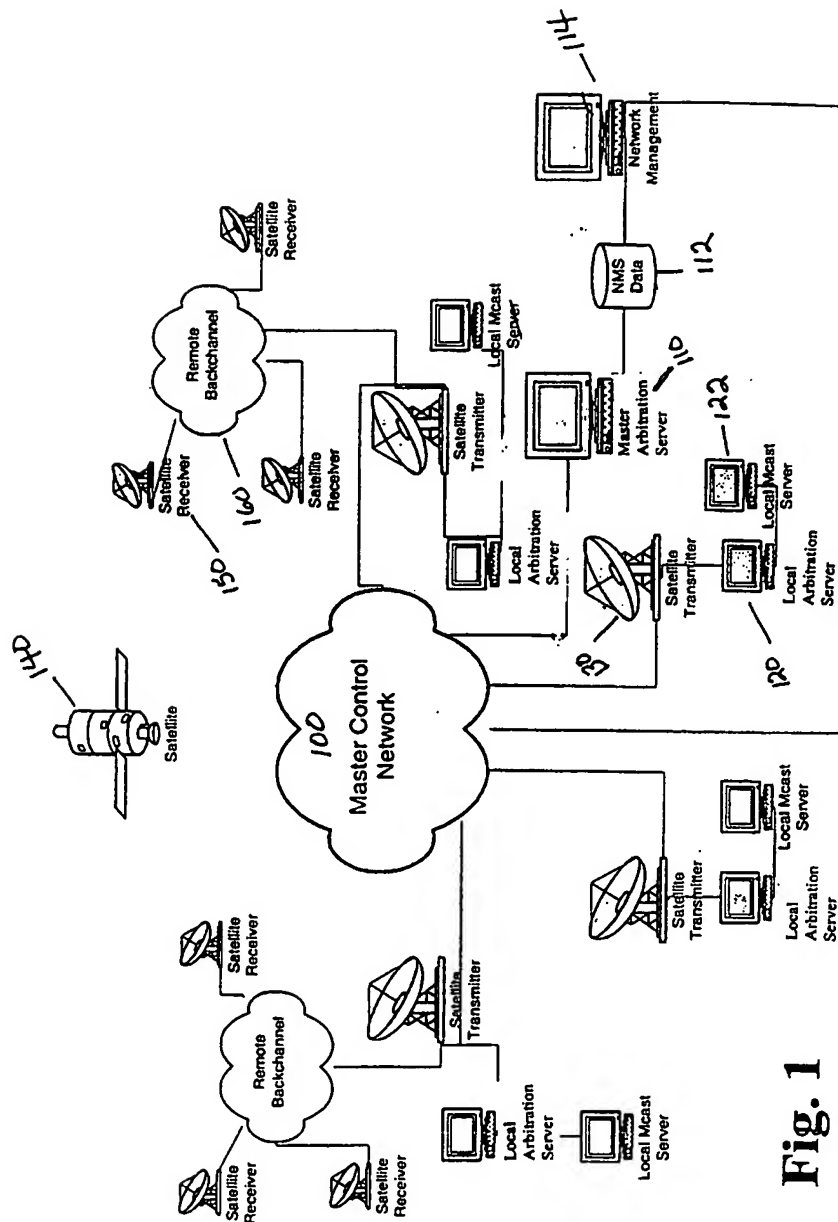 140
Satellite
Satellite
Receiver
Satellite
Receiver
Satellite
Receiver
Remote
Backchannel
Satellite
Transmitter
Local Arbitration
Server
Local Mcast
Server
100
Master Control
Network
Satellite
Receiver
150
Satellite
Receiver
Satellite
Receiver
Remote
Backchannel
160
Satellite
Transmitter
Local Mcast
Server
Local Arbitration
Server
Master
Arbitration
Server
110
NMS
Data
112
Network
Management
114
Satellite
Transmitter
Local Arbitration
Server
120
Local Mcast
Server
122
Satellite
Transmitter
Local Arbitration
Server
Local Mcast
Server
Fig. 1